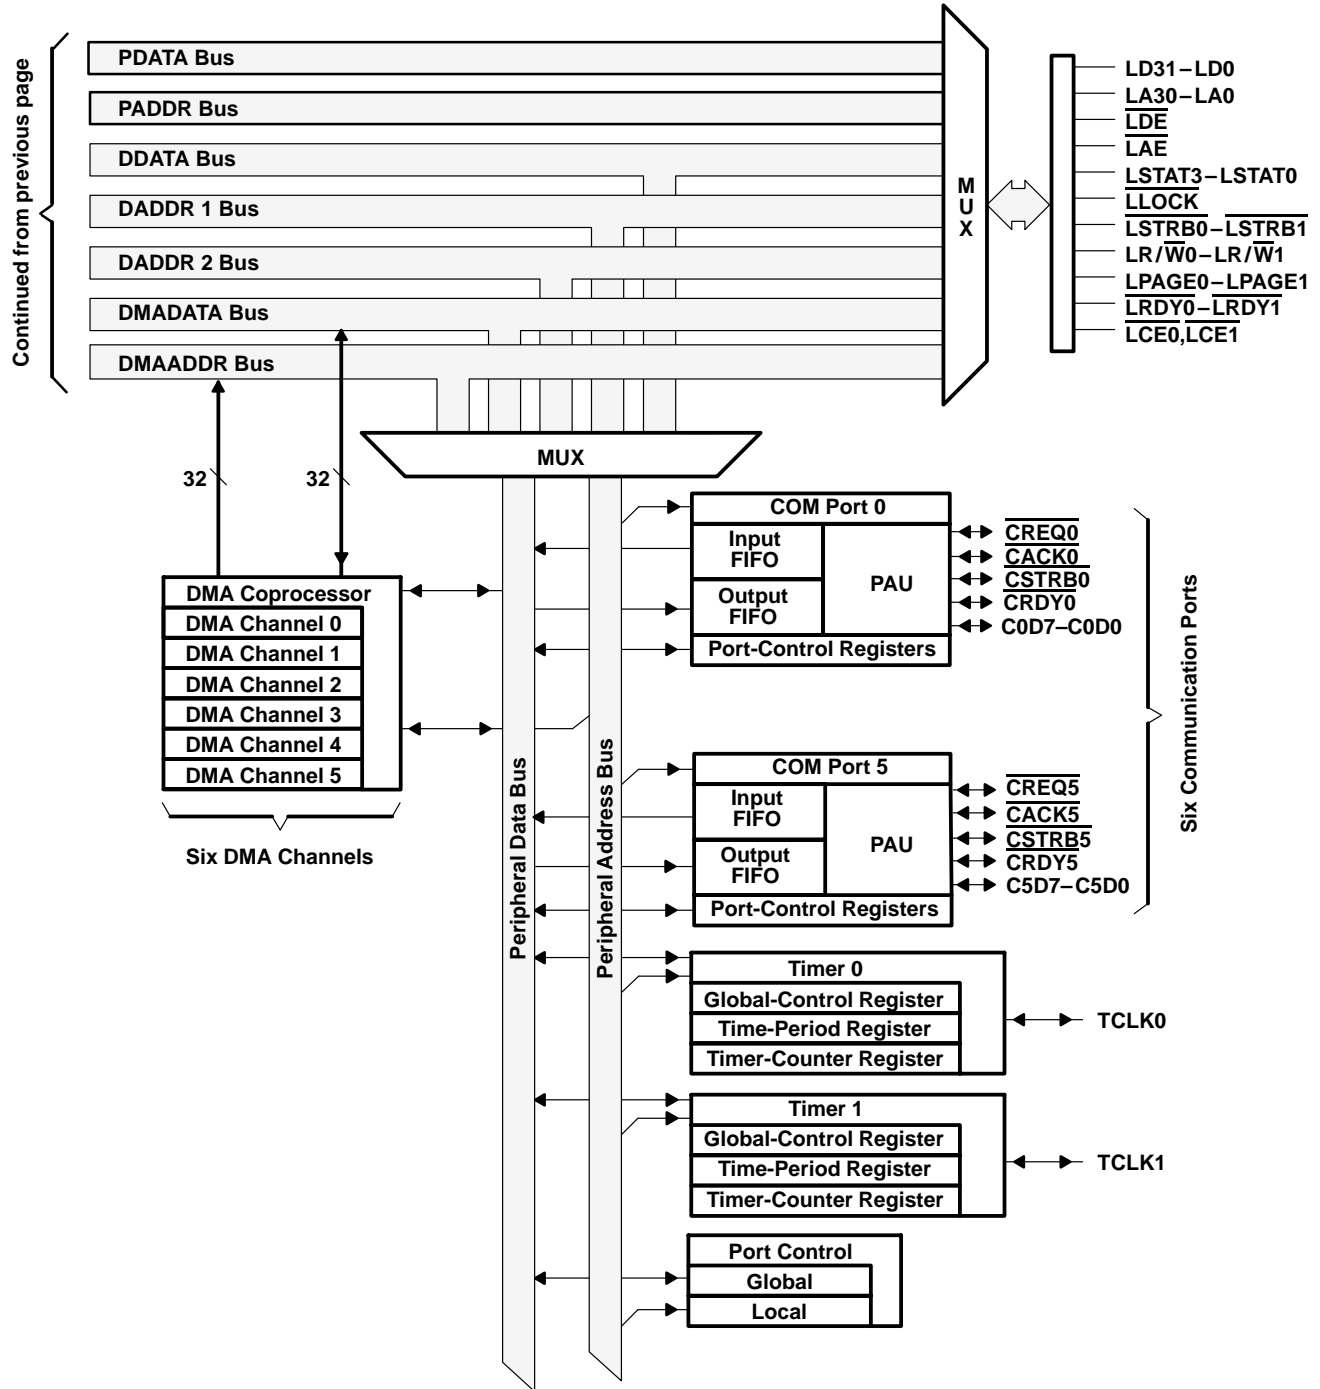 Continued from previous page
PDATA Bus
PADDR Bus
DDATA Bus
DADDR 1 Bus
DADDR 2 Bus
DMADATA Bus
DMAADDR Bus
MUX
LD31–LD0
LA30–LA0
LDE
LAE
LSTAT3–LSTAT0
LLOCK
LSTRB0–LSTRB1
LR/W0–LR/W1
LPAGE0–LPAGE1
LRDY0–LRDY1
LCE0,LCE1
MUX
32
32
DMA Coprocessor
DMA Channel 0
DMA Channel 1
DMA Channel 2
DMA Channel 3
DMA Channel 4
DMA Channel 5
Six DMA Channels
Peripheral Data Bus
Peripheral Address Bus
COM Port 0
Input
FIFO
Output
FIFO
PAU
Port-Control Registers
CREQ0
CACK0
CSTRB0
CRDY0
C0D7–C0D0
COM Port 5
Input
FIFO
Output
FIFO
PAU
Port-Control Registers
CREQ5
CACK5
CSTRB5
CRDY5
C5D7–C5D0
Six Communication Ports
Timer 0
Global-Control Register
Time-Period Register
Timer-Counter Register
TCLK0
Timer 1
Global-Control Register
Time-Period Register
Timer-Counter Register
TCLK1
Port Control
Global
Local